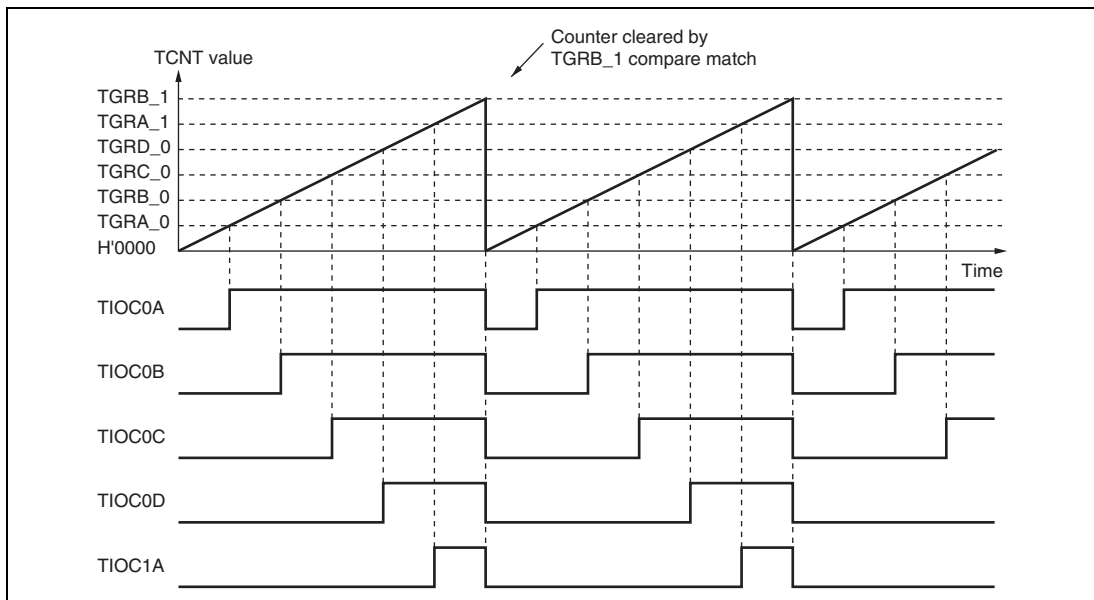 Counter cleared by
TGRB_1 compare match
TCNT value
TGRB_1
TGRA_1
TGRD_0
TGRC_0
TGRB_0
TGRA_0
H'0000
Time
TIOC0A
TIOC0B
TIOC0C
TIOC0D
TIOC1A